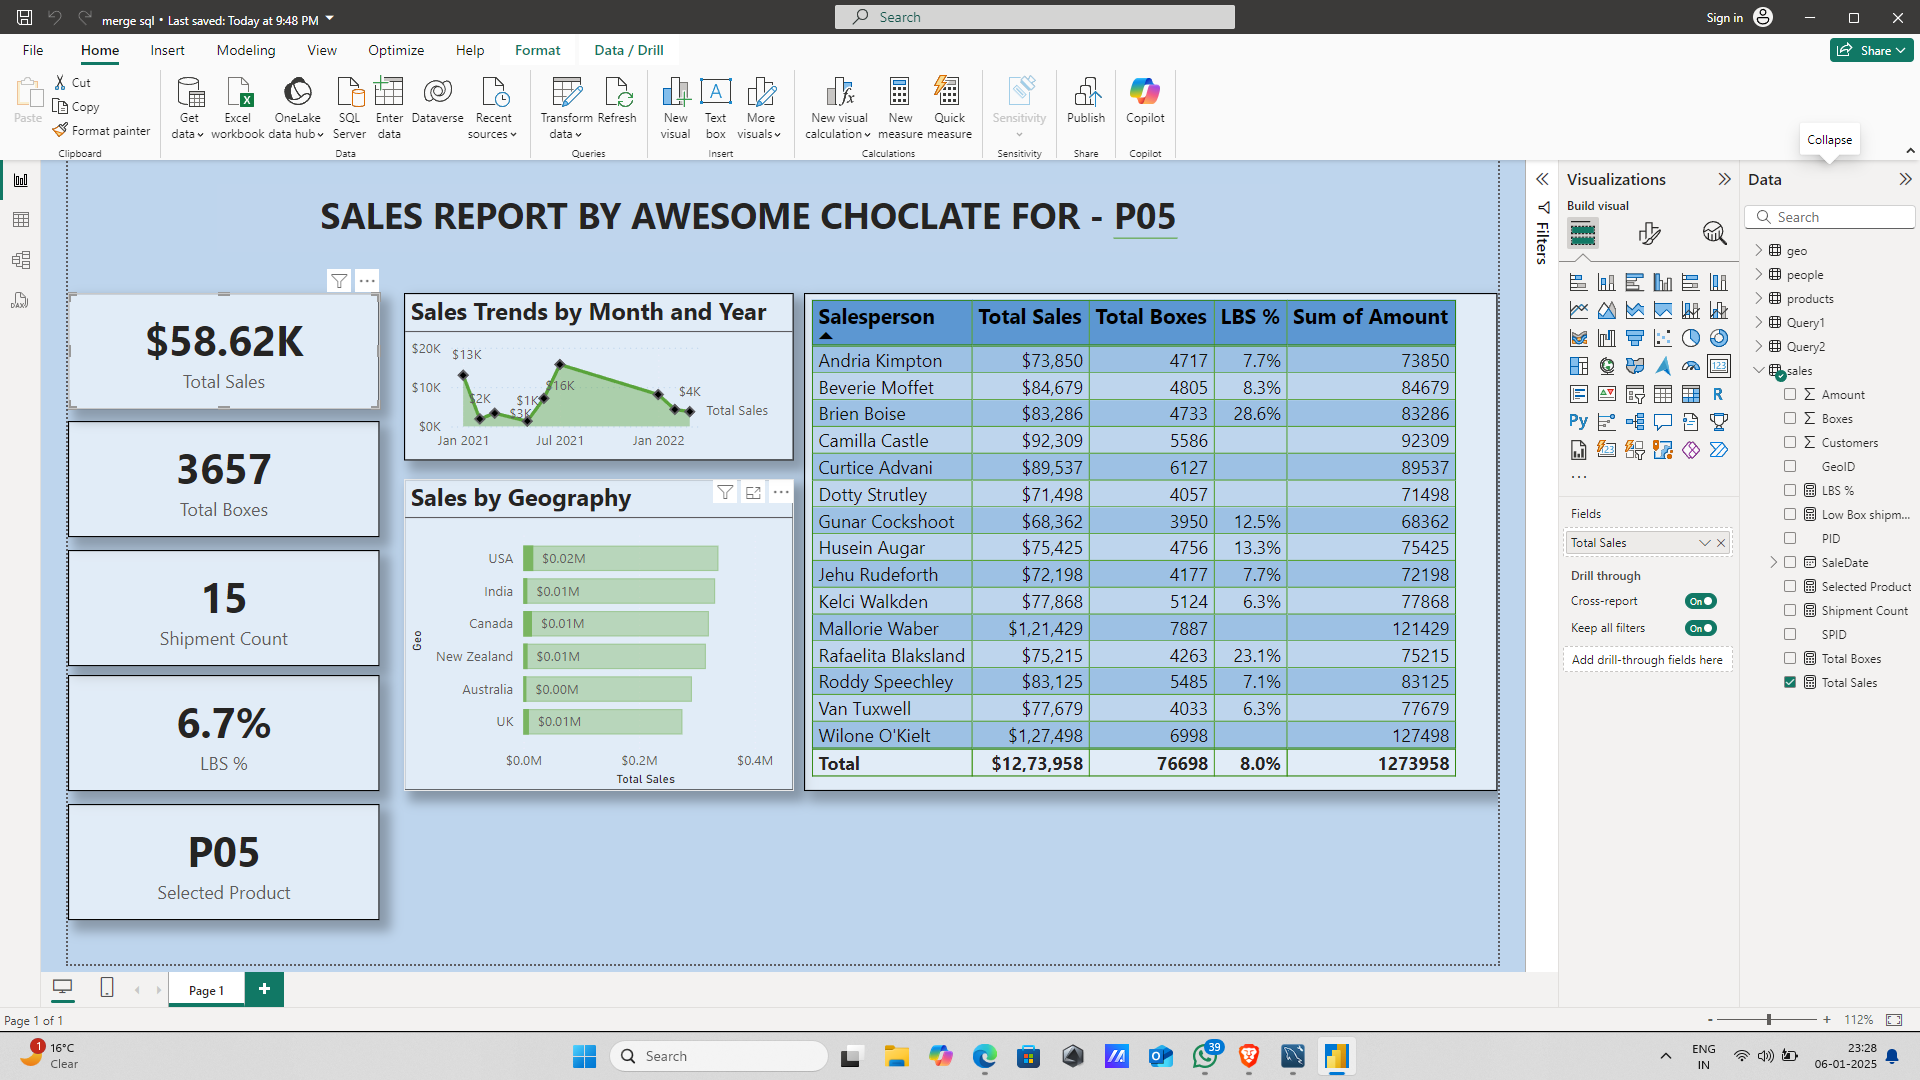 merge sql • Last saved: Today at 9:48 PM
Search
Sign in
File
Home
Insert
Modeling
View
Optimize
Help
Format
Data / Drill
Share
Paste
Cut
Copy
Format painter
Clipboard
Get data
Excel workbook
OneLake data hub
SQL Server
Enter data
Dataverse
Recent sources
Data
Transform data
Refresh
Queries
New visual
Text box
More visuals
Insert
New visual calculation
New measure
Quick measure
Calculations
Sensitivity
Sensitivity
Publish
Share
Copilot
Copilot
Collapse
SALES REPORT BY AWESOME CHOCLATE FOR - P05
$58.62K
Total Sales
3657
Total Boxes
15
Shipment Count
6.7%
LBS %
P05
Selected Product
Sales Trends by Month and Year
$20K
$10K
$0K
$13K
$2K
$3K
$1K
$16K
$4K
Total Sales
Jan 2021
Jul 2021
Jan 2022
Sales by Geography
Geo
USA $0.02M
India $0.01M
Canada $0.01M
New Zealand $0.01M
Australia $0.00M
UK $0.01M
$0.0M $0.2M $0.4M
Total Sales
Salesperson Total Sales Total Boxes LBS % Sum of Amount
Andria Kimpton $73,850 4717 7.7% 73850
Beverie Moffet $84,679 4805 8.3% 84679
Brien Boise $83,286 4733 28.6% 83286
Camilla Castle $92,309 5586 92309
Curtice Advani $89,537 6127 89537
Dotty Strutley $71,498 4057 71498
Gunar Cockshoot $68,362 3950 12.5% 68362
Husein Augar $75,425 4756 13.3% 75425
Jehu Rudeforth $72,198 4177 7.7% 72198
Kelci Walkden $77,868 5124 6.3% 77868
Mallorie Waber $1,21,429 7887 121429
Rafaelita Blaksland $75,215 4263 23.1% 75215
Roddy Speechley $83,125 5485 7.1% 83125
Van Tuxwell $77,679 4033 6.3% 77679
Wilone O'Kielt $1,27,498 6998 127498
Total $12,73,958 76698 8.0% 1273958
Filters
Visualizations
Build visual
123
R
Py
Fields
Total Sales
Drill through
Cross-report On
Keep all filters On
Add drill-through fields here
Data
Search
geo
people
products
Query1
Query2
sales
Amount
Boxes
Customers
GeoID
LBS %
Low Box shipm...
PID
SaleDate
Selected Product
Shipment Count
SPID
Total Boxes
Total Sales
Page 1
Page 1 of 1
112%
1
16°C
Clear
Search
39
ENG
IN
23:28
06-01-2025